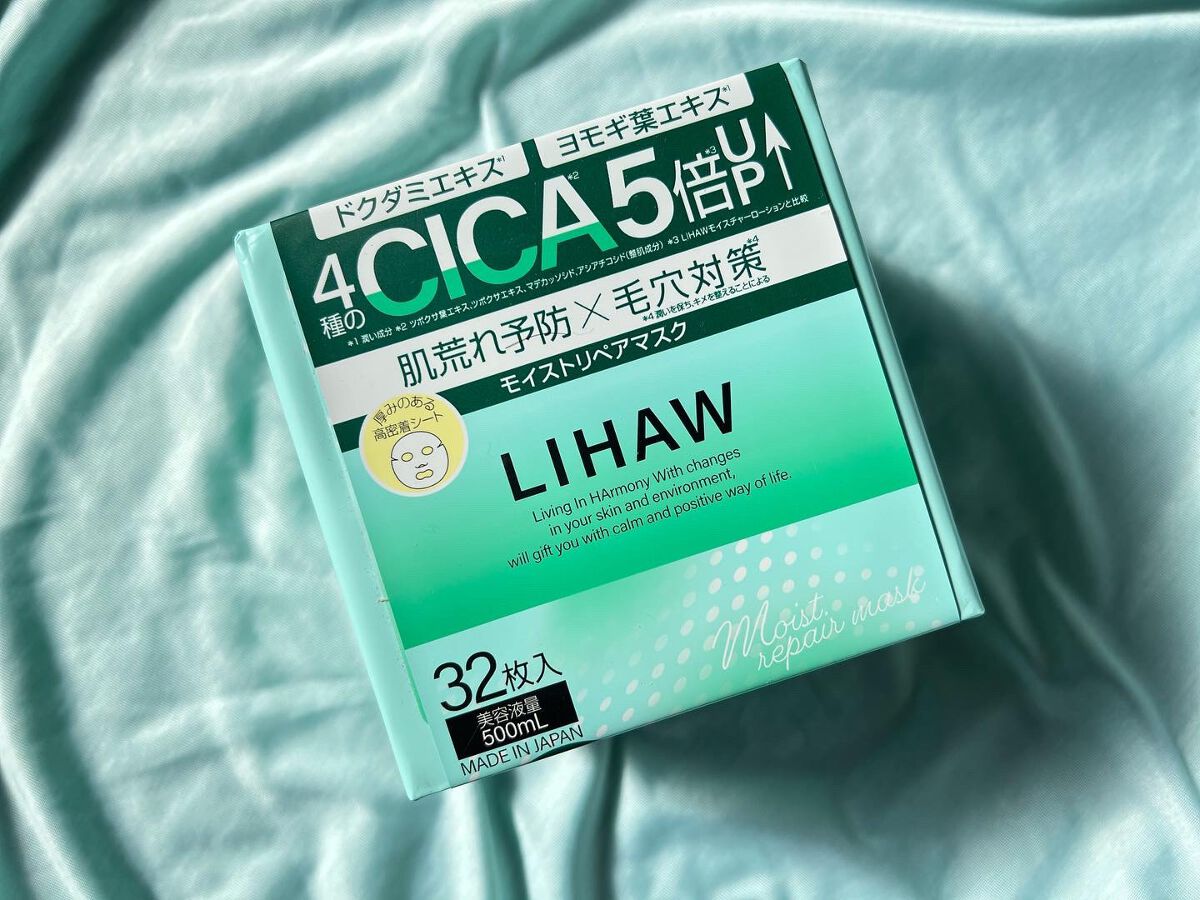 ドクダミエキス*1 ヨモギ葉エキス*1
4種のCICA*2 5倍*3 UP
*1 潤い成分 *2 ツボクサ葉エキス、ツボクサエキス、マデカッソシド、アシアチコシド(整肌成分) *3 LIHAWモイスチャーローションと比較
肌荒れ予防×毛穴対策*4
*4 潤いを保ち、キメを整えることによる
モイストリペアマスク
厚みのある
高密着シート
LIHAW
Living In HArmony With changes
in your skin and environment,
will gift you with calm and positive way of life.
Moist
repair mask
32枚入
美容液量
500mL
MADE IN JAPAN